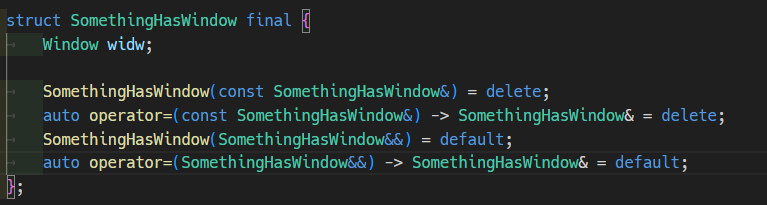 struct SomethingHasWindow final {
Window widw;
SomethingHasWindow(const SomethingHasWindow&) = delete;
auto operator=(const SomethingHasWindow&) -> SomethingHasWindow& = delete;
SomethingHasWindow(SomethingHasWindow&&) = default;
auto operator=(SomethingHasWindow&&) -> SomethingHasWindow& = default;
};